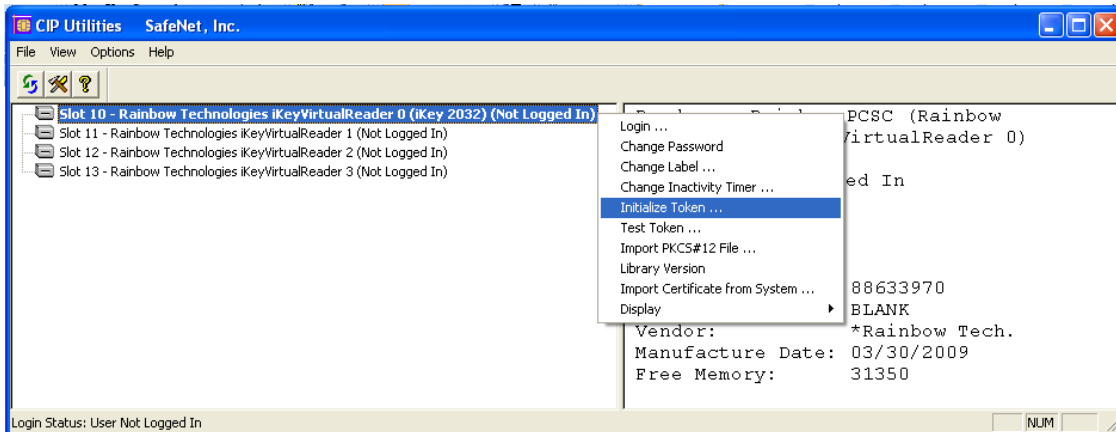 CIP Utilities SafeNet, Inc.
File View Options Help
Slot 10 - Rainbow Technologies iKeyVirtualReader 0 (iKey 2032) (Not Logged In)
Slot 11 - Rainbow Technologies iKeyVirtualReader 1 (Not Logged In)
Slot 12 - Rainbow Technologies iKeyVirtualReader 2 (Not Logged In)
Slot 13 - Rainbow Technologies iKeyVirtualReader 3 (Not Logged In)
Login ...
Change Password
Change Label ...
Change Inactivity Timer ...
Initialize Token ...
Test Token ...
Import PKCS#12 File ...
Library Version
Import Certificate from System ...
Display
PCSC (Rainbow
VirtualReader 0)
ed In
88633970
BLANK
Vendor: *Rainbow Tech.
Manufacture Date: 03/30/2009
Free Memory: 31350
Login Status: User Not Logged In
NUM